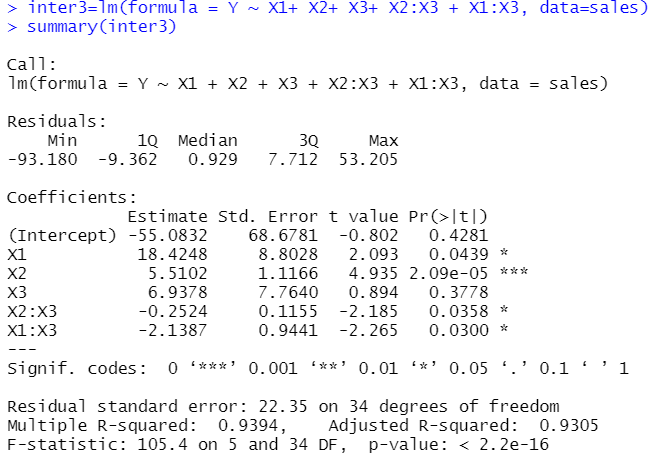 > inter3=lm(formula = Y ~ X1+ X2+ X3+ X2:X3 + X1:X3, data=sales)
> summary(inter3)
Call:
lm(formula = Y ~ X1 + X2 + X3 + X2:X3 + X1:X3, data = sales)
Residuals:
Min 1Q Median 3Q Max
-93.180 -9.362 0.929 7.712 53.205
Coefficients:
Estimate Std. Error t value Pr(>|t|)
(Intercept) -55.0832 68.6781 -0.802 0.4281
X1 18.4248 8.8028 2.093 0.0439 *
X2 5.5102 1.1166 4.935 2.09e-05 ***
X3 6.9378 7.7640 0.894 0.3778
X2:X3 -0.2524 0.1155 -2.185 0.0358 *
X1:X3 -2.1387 0.9441 -2.265 0.0300 *
---
Signif. codes: 0 ‘***’ 0.001 ‘**’ 0.01 ‘*’ 0.05 ‘.’ 0.1 ‘ ’ 1
Residual standard error: 22.35 on 34 degrees of freedom
Multiple R-squared: 0.9394, Adjusted R-squared: 0.9305
F-statistic: 105.4 on 5 and 34 DF, p-value: < 2.2e-16